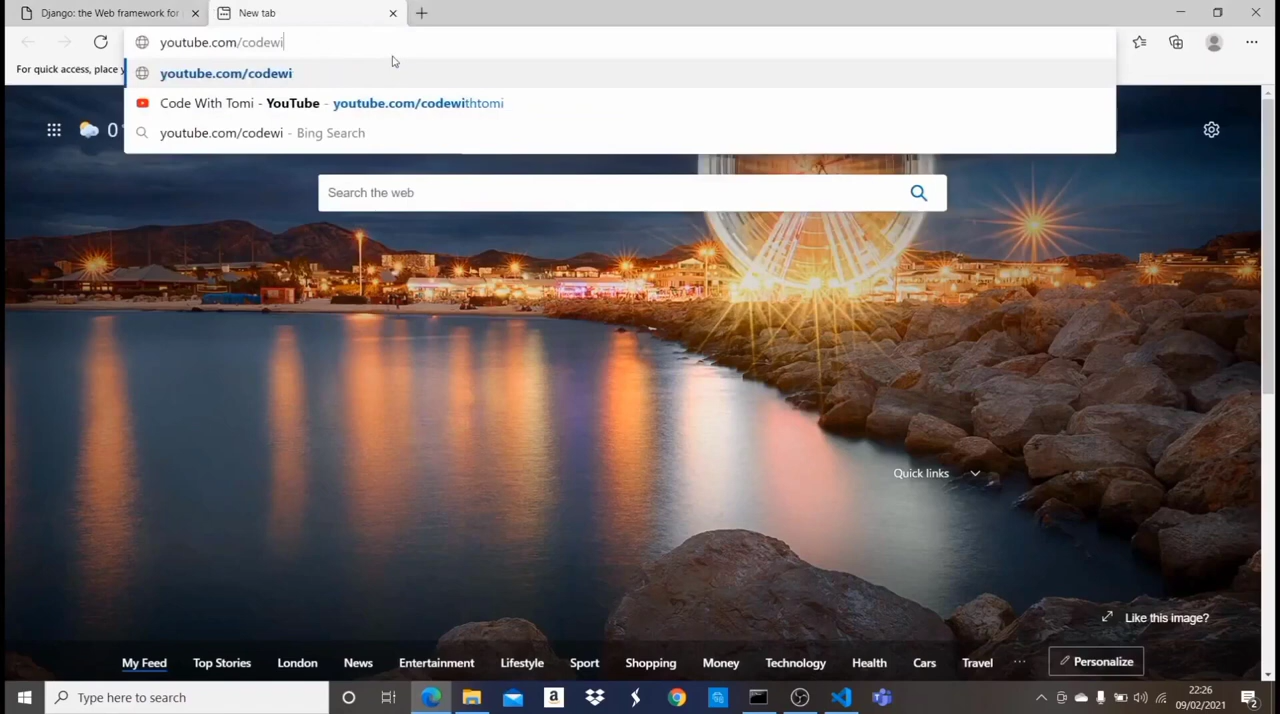 Django: the Web framework for
New tab
youtube.com/codewi
For quick access, place y
youtube.com/codewi
Code With Tomi - YouTube - youtube.com/codewithtomi
youtube.com/codewi - Bing Search
0
Search the web
Quick links
Like this image?
My Feed Top Stories London News Entertainment Lifestyle Sport Shopping Money Technology Health Cars Travel ... Personalize
Type here to search
22:26
09/02/2021
2